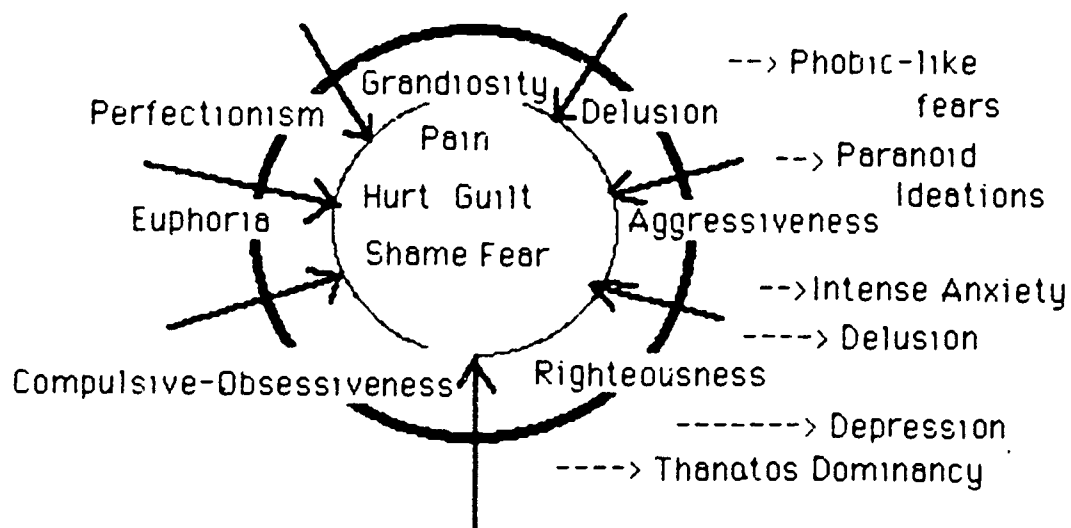 Grandiosity
--> Phobic-like
fears
Perfectionism
Delusion
Pain
--> Paranoid
Ideations
Hurt Guilt
Euphoria
Aggressiveness
Shame Fear
-->Intense Anxiety
----> Delusion
Compulsive-Obsessiveness
Righteousness
-------> Depression
----> Thanatos Dominancy